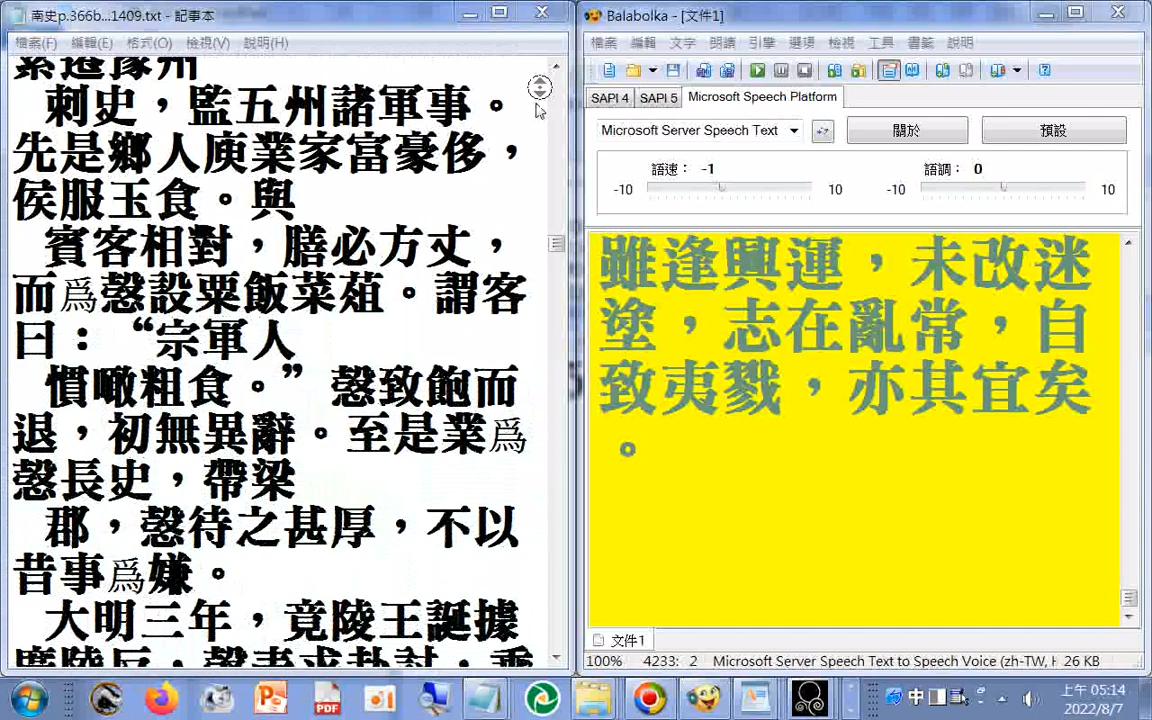 南史p.366b...1409.txt - 記事本
檔案(F) 編輯(E) 格式(O) 檢視(V) 說明(H)
刺史，監五州諸軍事。
先是鄉人庾業家富豪侈，
侯服玉食。與
賓客相對，膳必方丈，
而爲愨設粟飯菜葅。謂客
曰：“宗軍人
慣噉粗食。” 愨致飽而
退，初無異辭。至是業爲
愨長史，帶梁
郡，愨待之甚厚，不以
昔事爲嫌。
大明三年，竟陵王誕據
Balabolka - [文件1]
檔案 編輯 文字 朗讀 引擎 選項 檢視 工具 書籤 說明
SAPI 4 SAPI 5 Microsoft Speech Platform
Microsoft Server Speech Text 關於 預設
語速： -1 語調： 0
-10 10 -10 10
雖逢興運，未改迷
塗，志在亂常，自
致夷戮，亦其宜矣
。
文件1
100% 4233: 2 Microsoft Server Speech Text to Speech Voice (zh-TW, H 26 KB
PDF 中 上午 05:14
2022/8/7